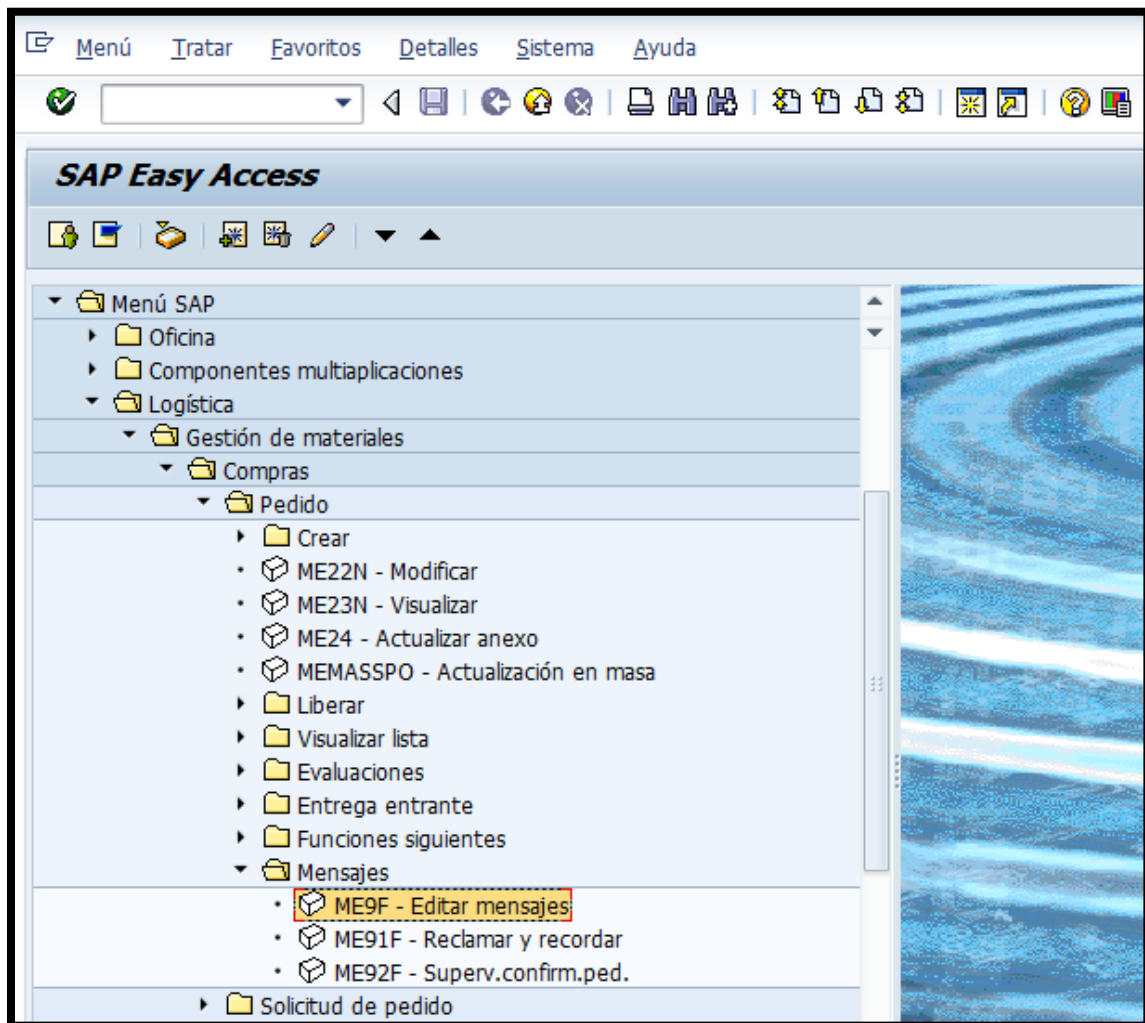 Menú Tratar Favoritos Detalles Sistema Ayuda
SAP Easy Access
Menú SAP
Oficina
Componentes multiaplicaciones
Logística
Gestión de materiales
Compras
Pedido
Crear
ME22N - Modificar
ME23N - Visualizar
ME24 - Actualizar anexo
MEMASSPO - Actualización en masa
Liberar
Visualizar lista
Evaluaciones
Entrega entrante
Funciones siguientes
Mensajes
ME9F - Editar mensajes
ME91F - Reclamar y recordar
ME92F - Superv.confirm.ped.
Solicitud de pedido